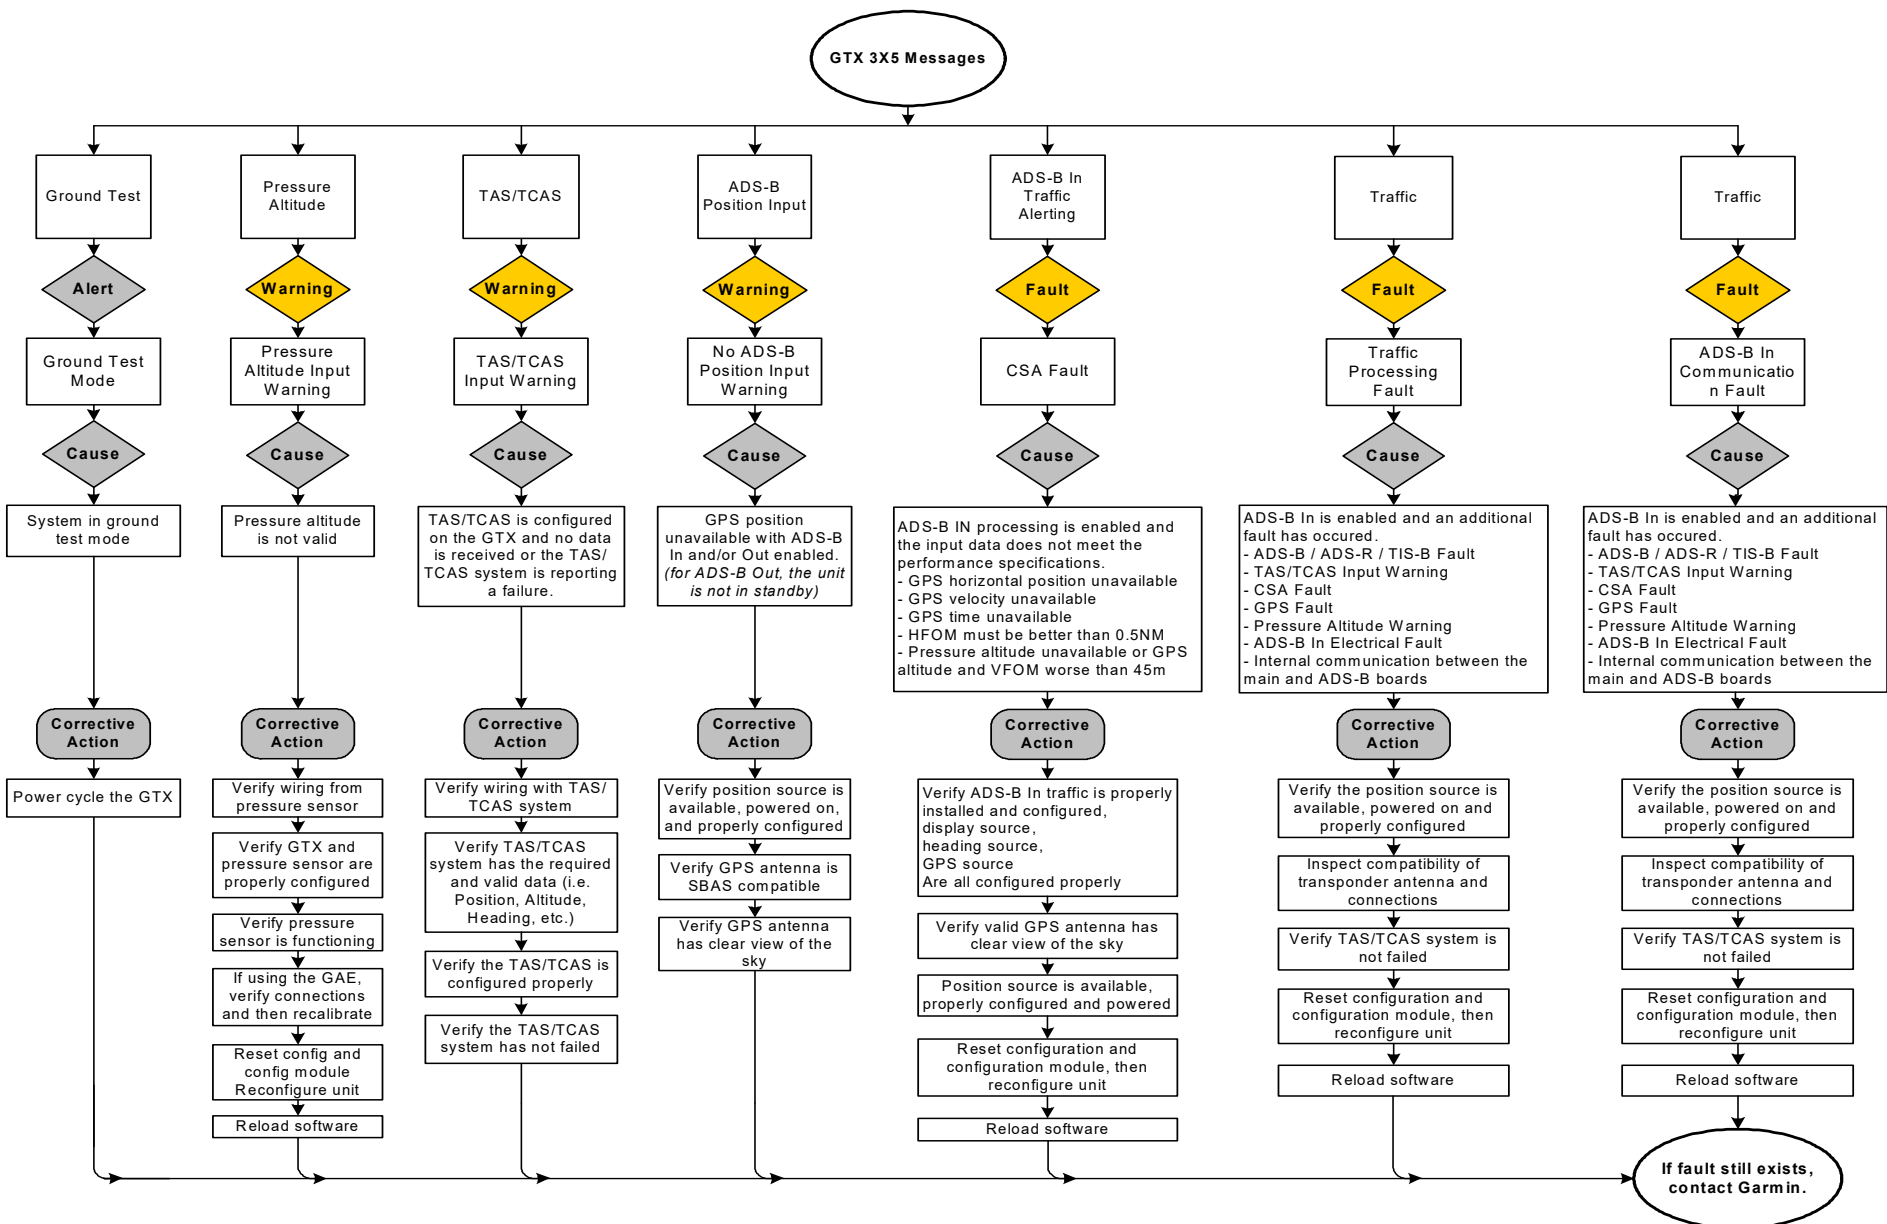 GTX 3X5 Messages
Ground Test
Alert
Ground Test
Mode
Cause
System in ground
test mode
Corrective
Action
Power cycle the GTX
Pressure
Altitude
Warning
Pressure
Altitude Input
Warning
Cause
Pressure altitude
is not valid
Corrective
Action
Verify wiring from
pressure sensor
Verify GTX and
pressure sensor are
properly configured
Verify pressure
sensor is functioning
If using the GAE,
verify connections
and then recalibrate
Reset config and
config module
Reconfigure unit
Reload software
TAS/TCAS
Warning
TAS/TCAS
Input Warning
Cause
TAS/TCAS is configured
on the GTX and no data
is received or the TAS/
TCAS system is reporting
a failure.
Corrective
Action
Verify wiring with TAS/
TCAS system
Verify TAS/TCAS
system has the required
and valid data (i.e.
Position, Altitude,
Heading, etc.)
Verify the TAS/TCAS is
configured properly
Verify the TAS/TCAS
system has not failed
ADS-B
Position Input
Warning
No ADS-B
Position Input
Warning
Cause
GPS position
unavailable with ADS-B
In and/or Out enabled.
(for ADS-B Out, the unit
is not in standby)
Corrective
Action
Verify position source is
available, powered on,
and properly configured
Verify GPS antenna is
SBAS compatible
Verify GPS antenna
has clear view of the
sky
ADS-B In
Traffic
Alerting
Fault
CSA Fault
Cause
ADS-B IN processing is enabled and
the input data does not meet the
performance specifications.
- GPS horizontal position unavailable
- GPS velocity unavailable
- GPS time unavailable
- HFOM must be better than 0.5NM
- Pressure altitude unavailable or GPS
altitude and VFOM worse than 45m
Corrective
Action
Verify ADS-B In traffic is properly
installed and configured,
display source,
heading source,
GPS source
Are all configured properly
Verify valid GPS antenna has
clear view of the sky
Position source is available,
properly configured and powered
Reset configuration and
configuration module, then
reconfigure unit
Reload software
Traffic
Fault
Traffic
Processing
Fault
Cause
ADS-B In is enabled and an additional
fault has occured.
- ADS-B / ADS-R / TIS-B Fault
- TAS/TCAS Input Warning
- CSA Fault
- GPS Fault
- Pressure Altitude Warning
- ADS-B In Electrical Fault
- Internal communication between the
main and ADS-B boards
Corrective
Action
Verify the position source is
available, powered on and
properly configured
Inspect compatibility of
transponder antenna and
connections
Verify TAS/TCAS system is
not failed
Reset configuration and
configuration module, then
reconfigure unit
Reload software
Traffic
Fault
ADS-B In
Communicatio
n Fault
Cause
ADS-B In is enabled and an additional
fault has occured.
- ADS-B / ADS-R / TIS-B Fault
- TAS/TCAS Input Warning
- CSA Fault
- GPS Fault
- Pressure Altitude Warning
- ADS-B In Electrical Fault
- Internal communication between the
main and ADS-B boards
Corrective
Action
Verify the position source is
available, powered on and
properly configured
Inspect compatibility of
transponder antenna and
connections
Verify TAS/TCAS system is
not failed
Reset configuration and
configuration module, then
reconfigure unit
Reload software
If fault still exists,
contact Garmin.